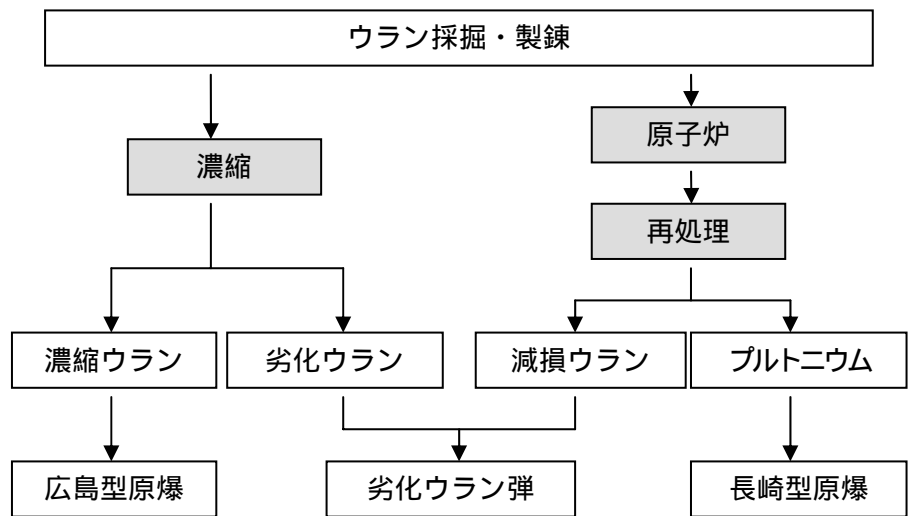 ウラン採掘・製錬
原子炉
濃縮
再処理
濃縮ウラン
劣化ウラン
減損ウラン
プルトニウム
広島型原爆
劣化ウラン弾
長崎型原爆